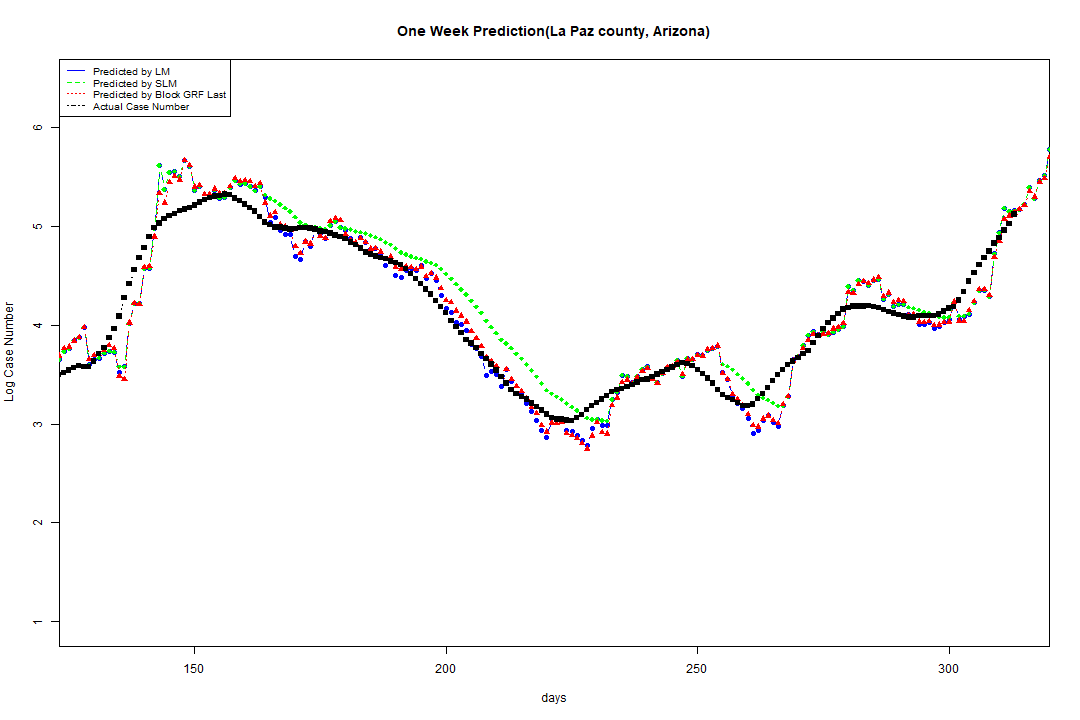 One Week Prediction(La Paz county, Arizona)
Predicted by LM
Predicted by SLM
Predicted by Block GRF Last
Actual Case Number
6
5
4
3
2
1
Log Case Number
150 200 250 300
days